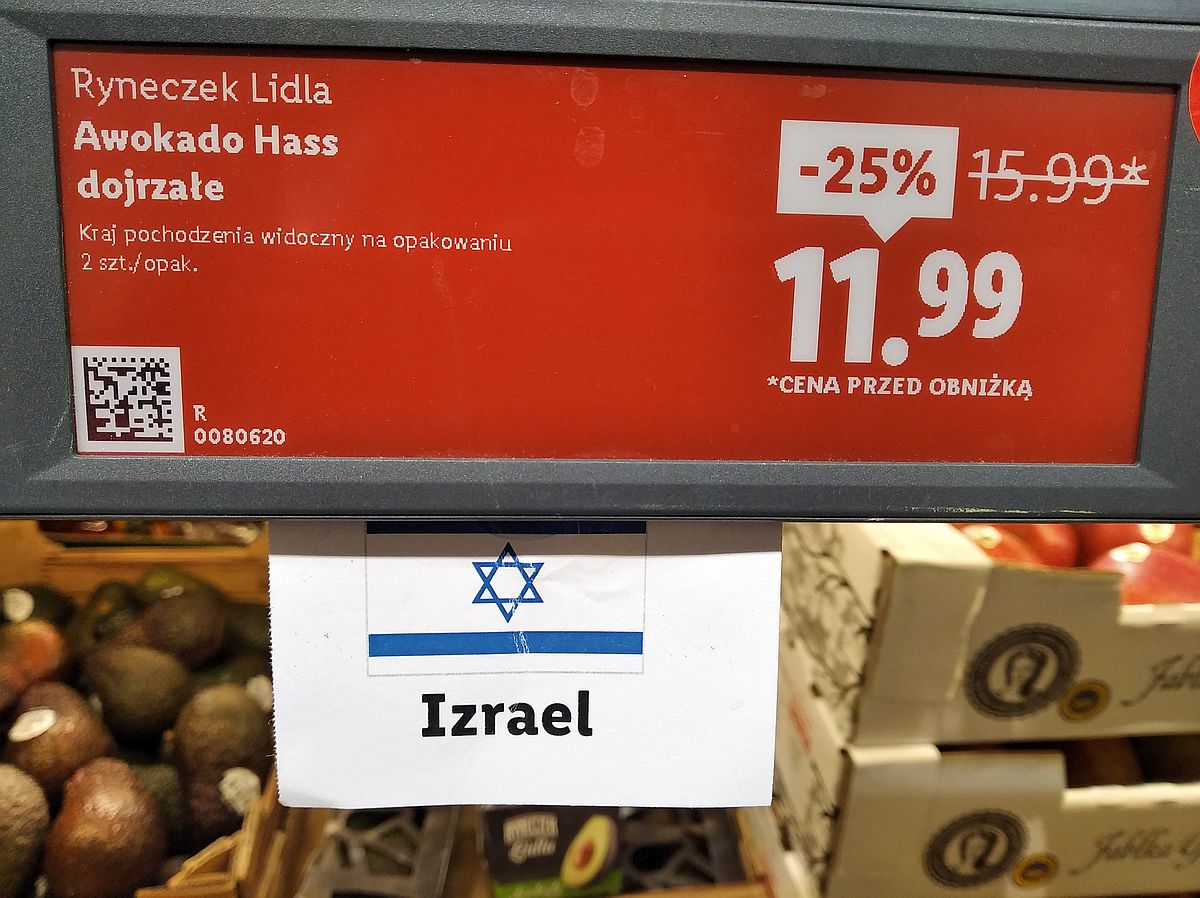 Ryneczek Lidla
Awokado Hass
dojrzałe
Kraj pochodzenia widoczny na opakowaniu
2 szt./opak.
-25%
15.99*
11.99
*CENA PRZED OBNIŻKĄ
R
0080620
Izrael